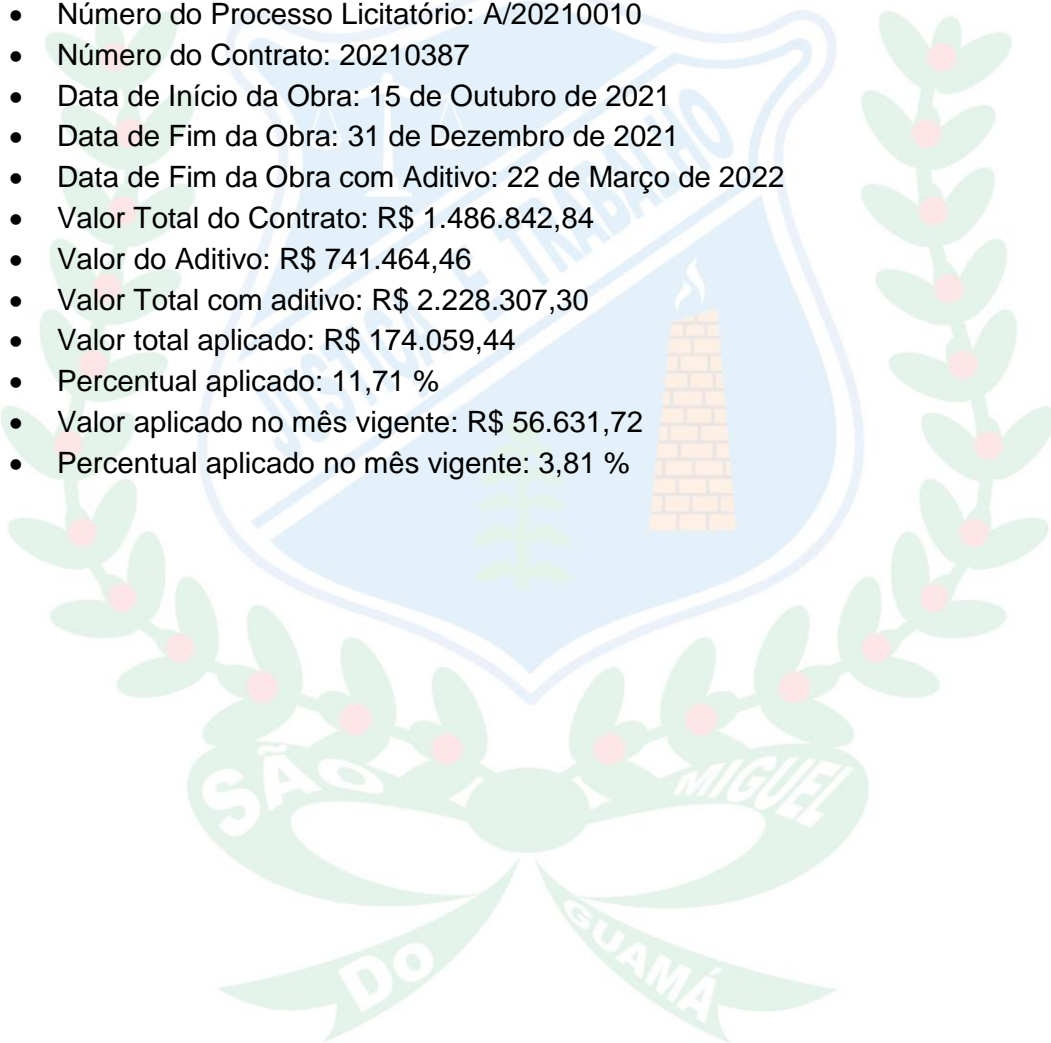 • Número do Processo Licitatório: A/20210010
• Número do Contrato: 20210387
• Data de Início da Obra: 15 de Outubro de 2021
• Data de Fim da Obra: 31 de Dezembro de 2021
• Data de Fim da Obra com Aditivo: 22 de Março de 2022
• Valor Total do Contrato: R$ 1.486.842,84
• Valor do Aditivo: R$ 741.464,46
• Valor Total com aditivo: R$ 2.228.307,30
• Valor total aplicado: R$ 174.059,44
• Percentual aplicado: 11,71 %
• Valor aplicado no mês vigente: R$ 56.631,72
• Percentual aplicado no mês vigente: 3,81 %
JUSTIÇA E TRABALHO
SÃO MIGUEL
DO GUAMÁ